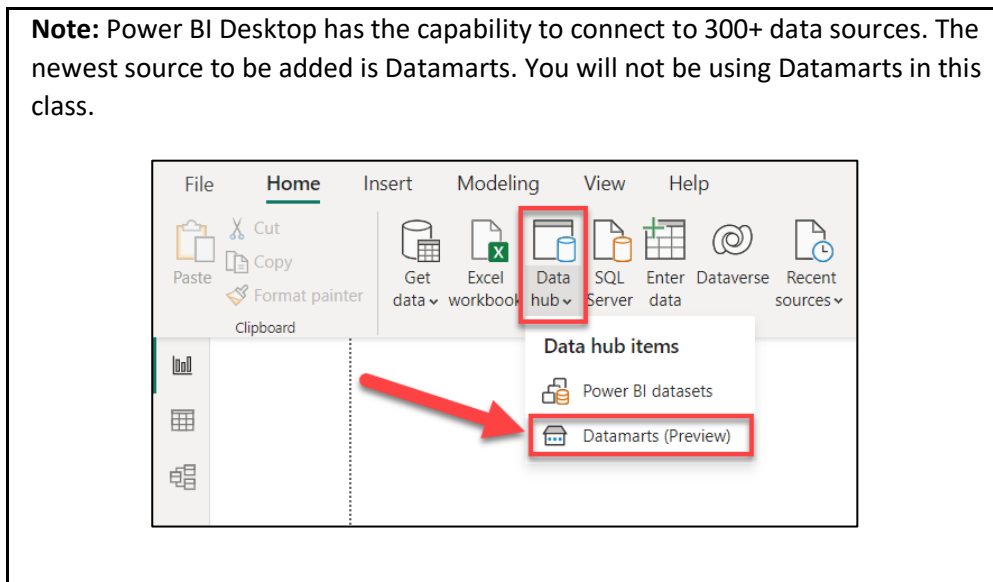 Note: Power BI Desktop has the capability to connect to 300+ data sources. The
newest source to be added is Datamarts. You will not be using Datamarts in this
class.
File Home Insert Modeling View Help
Paste
Cut
Copy
Format painter
Clipboard
Get
data
Excel
workbook
Data
hub
SQL
Server
Enter
data
Dataverse
Recent
sources
Data hub items
Power BI datasets
Datamarts (Preview)